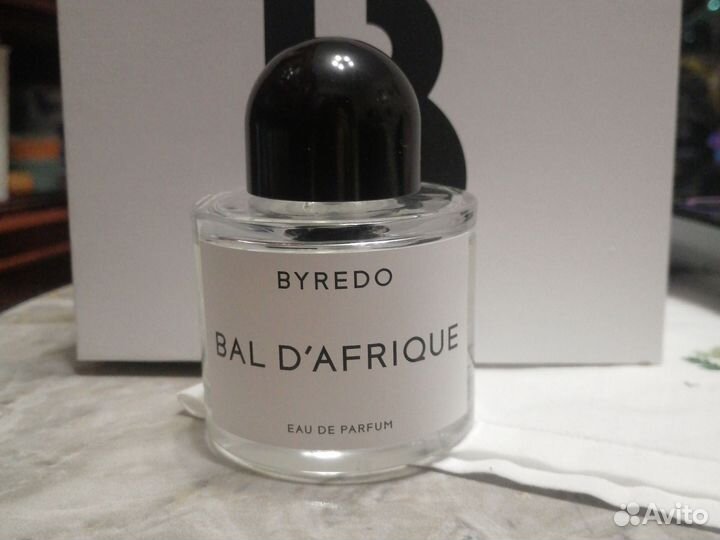 B
BYREDO
BAL D'AFRIQUE
EAU DE PARFUM
Avito